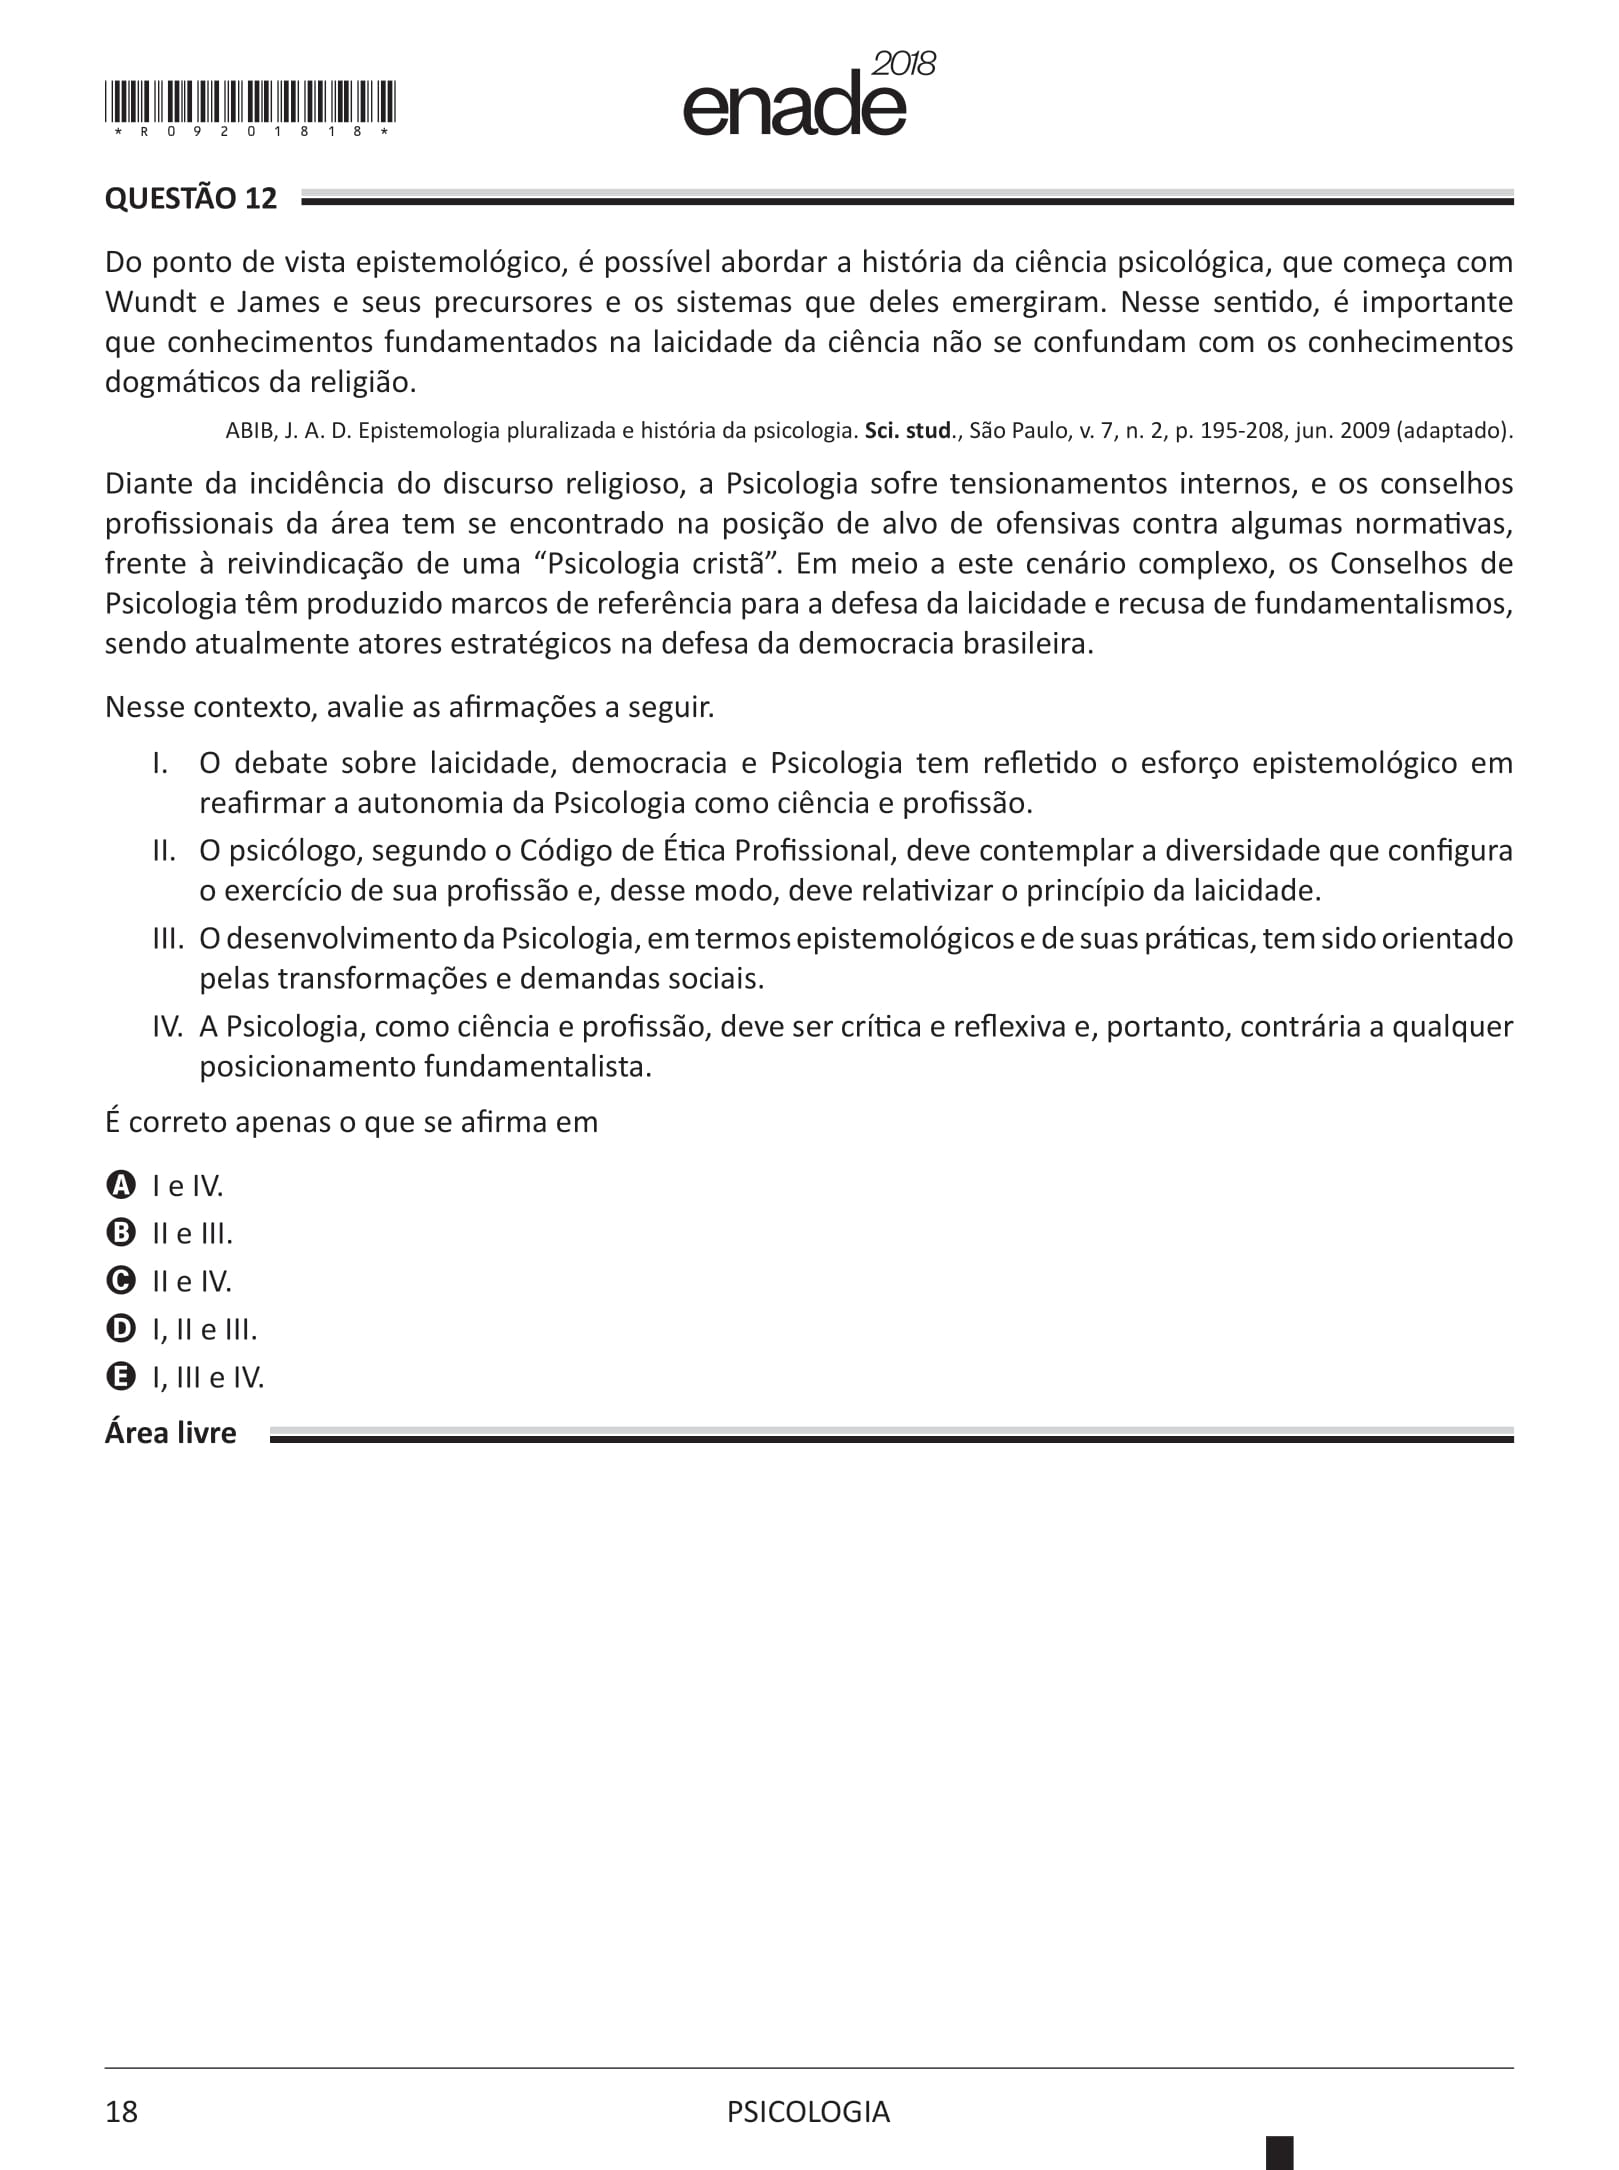 * R 0 9 2 0 1 8 1 8 *
enade 2018
QUESTÃO 12
Do ponto de vista epistemológico, é possível abordar a história da ciência psicológica, que começa com
Wundt e James e seus precursores e os sistemas que deles emergiram. Nesse sentido, é importante
que conhecimentos fundamentados na laicidade da ciência não se confundam com os conhecimentos
dogmáticos da religião.
ABIB, J. A. D. Epistemologia pluralizada e história da psicologia. Sci. stud., São Paulo, v. 7, n. 2, p. 195-208, jun. 2009 (adaptado).
Diante da incidência do discurso religioso, a Psicologia sofre tensionamentos internos, e os conselhos
profissionais da área tem se encontrado na posição de alvo de ofensivas contra algumas normativas,
frente à reivindicação de uma “Psicologia cristã”. Em meio a este cenário complexo, os Conselhos de
Psicologia têm produzido marcos de referência para a defesa da laicidade e recusa de fundamentalismos,
sendo atualmente atores estratégicos na defesa da democracia brasileira.
Nesse contexto, avalie as afirmações a seguir.
I. O debate sobre laicidade, democracia e Psicologia tem refletido o esforço epistemológico em
reafirmar a autonomia da Psicologia como ciência e profissão.
II. O psicólogo, segundo o Código de Ética Profissional, deve contemplar a diversidade que configura
o exercício de sua profissão e, desse modo, deve relativizar o princípio da laicidade.
III. O desenvolvimento da Psicologia, em termos epistemológicos e de suas práticas, tem sido orientado
pelas transformações e demandas sociais.
IV. A Psicologia, como ciência e profissão, deve ser crítica e reflexiva e, portanto, contrária a qualquer
posicionamento fundamentalista.
É correto apenas o que se afirma em
A I e IV.
B II e III.
C II e IV.
D I, II e III.
E I, III e IV.
Área livre
18
PSICOLOGIA